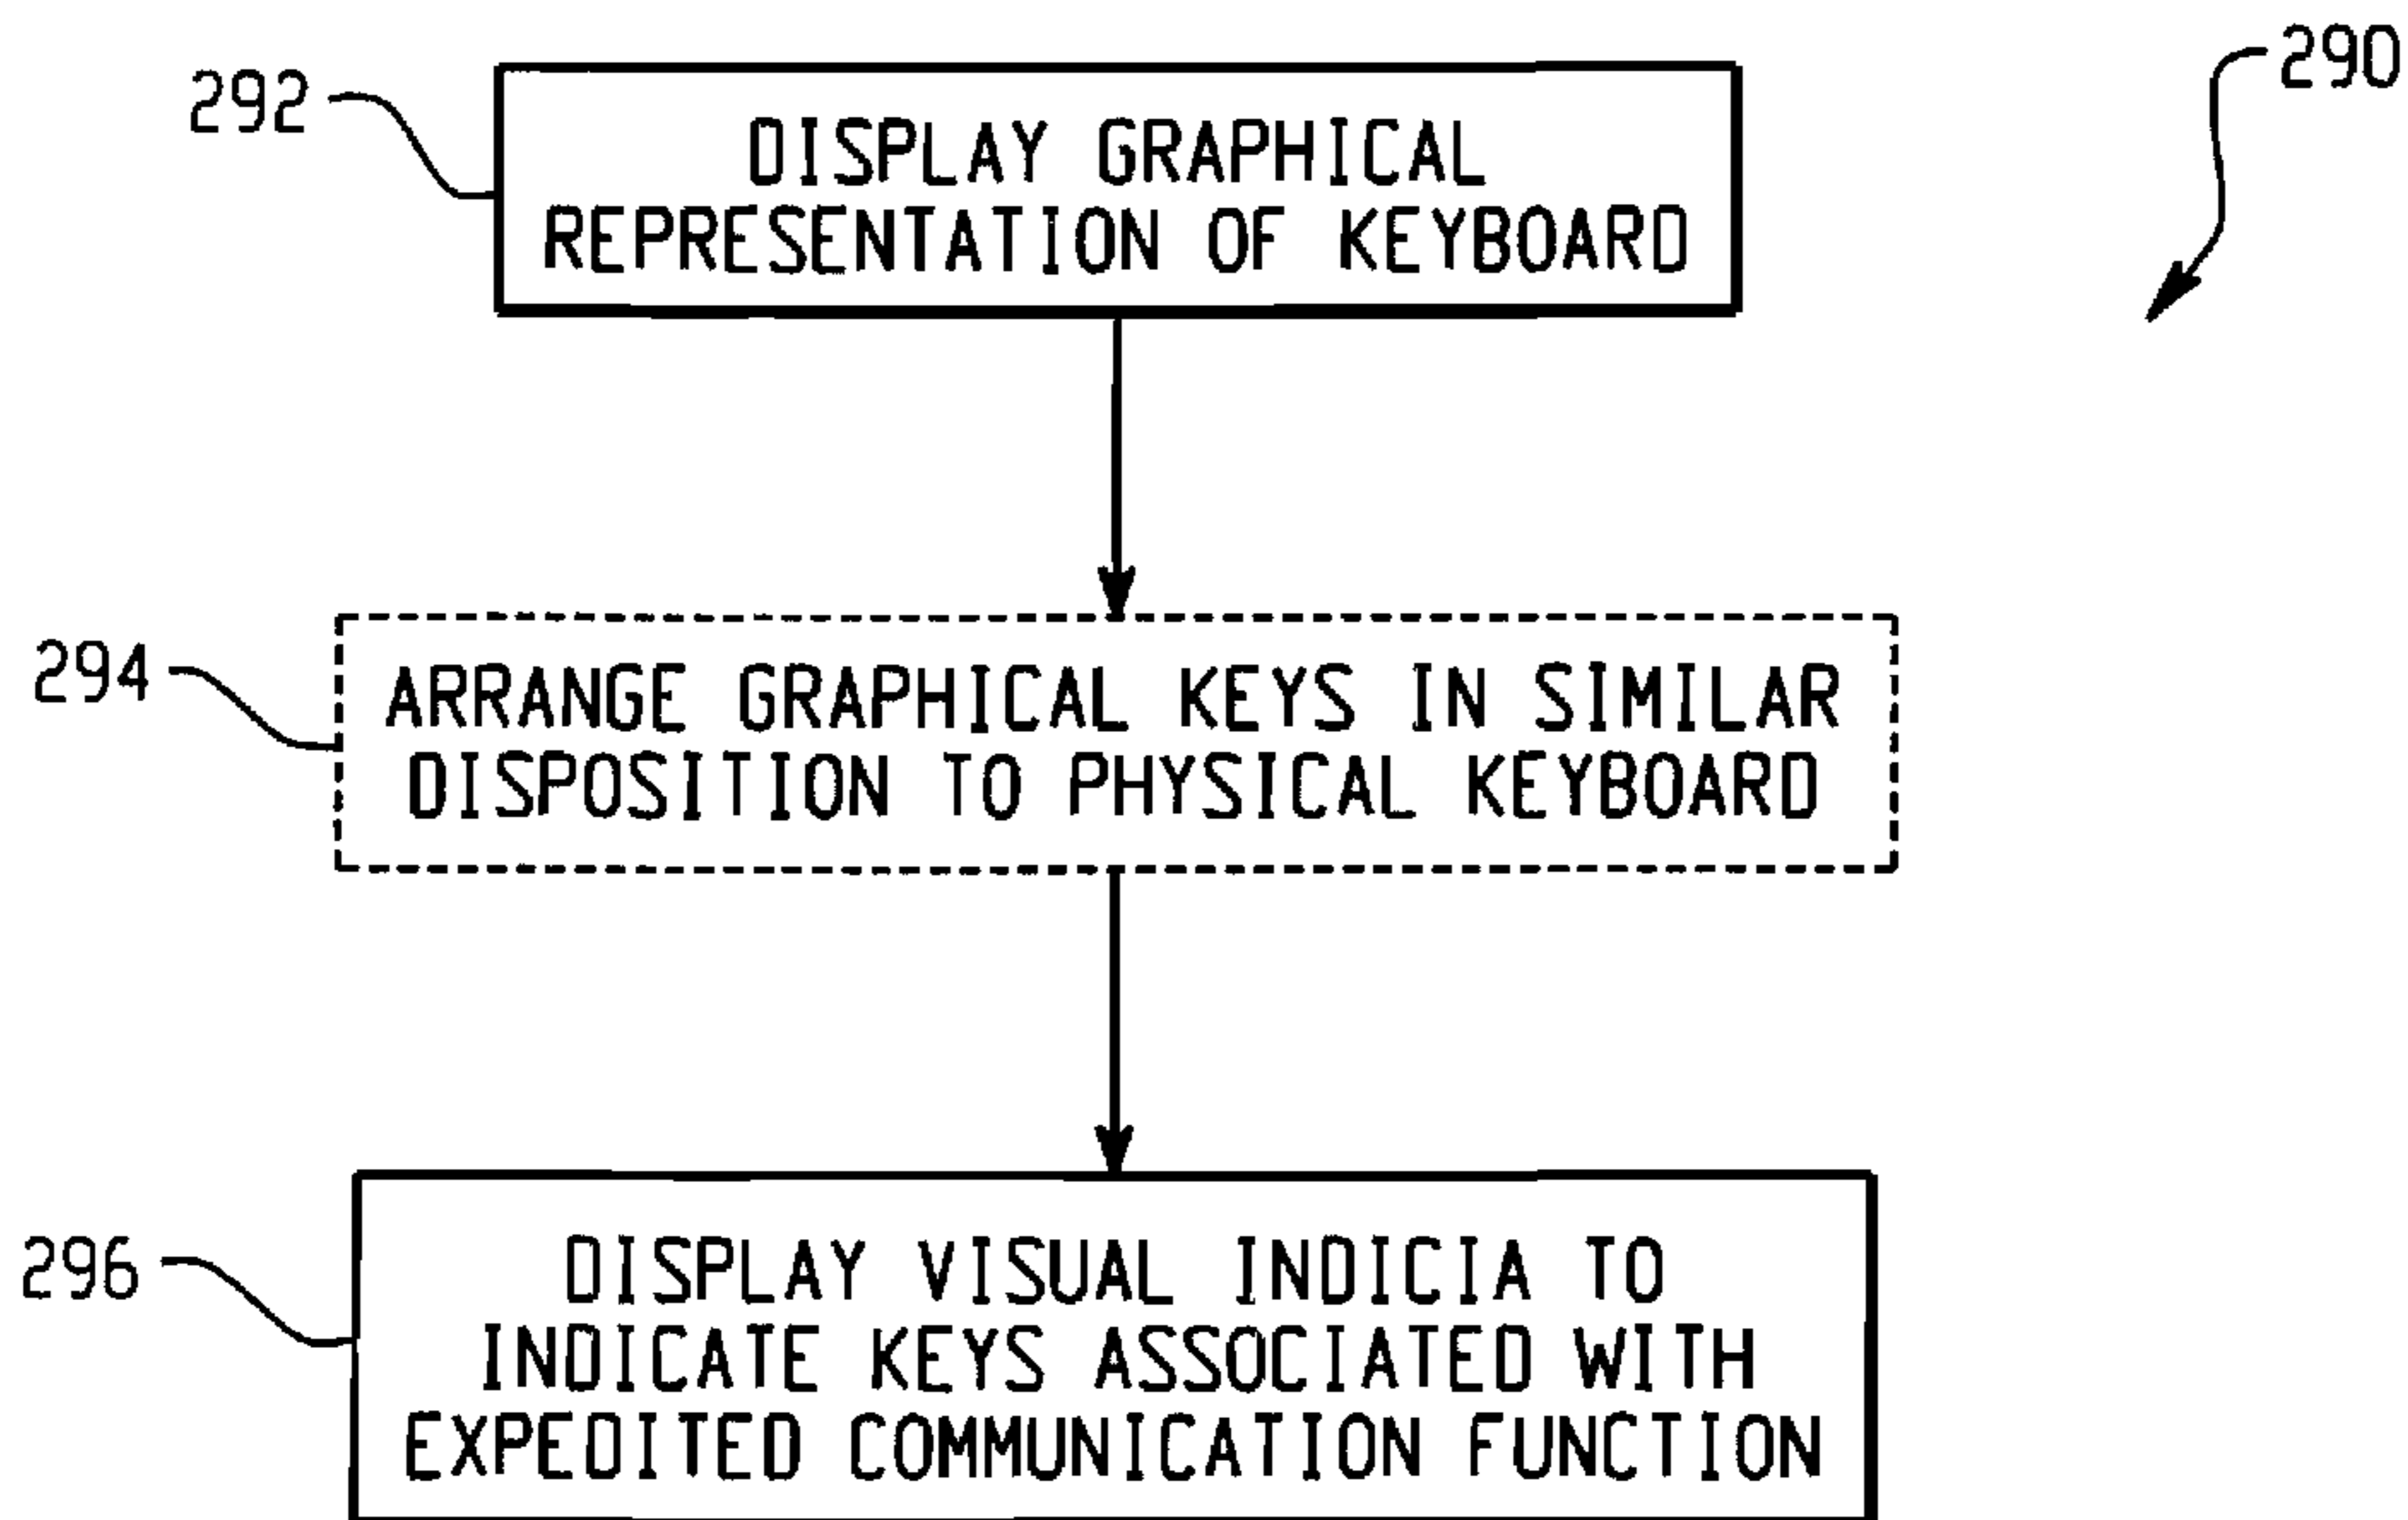 290
292
DISPLAY GRAPHICAL
REPRESENTATION OF KEYBOARD
294
ARRANGE GRAPHICAL KEYS IN SIMILAR
DISPOSITION TO PHYSICAL KEYBOARD
296
DISPLAY VISUAL INDICIA TO
INDICATE KEYS ASSOCIATED WITH
EXPEDITED COMMUNICATION FUNCTION